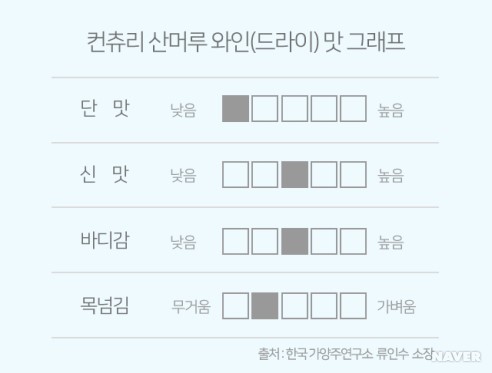 컨츄리 산머루 와인(드라이) 맛 그래프
단 맛 낮음 높음
신 맛 낮음 높음
바디감 낮음 높음
목넘김 무거움 가벼움
출처 : 한국가양주연구소 류인수 소장
NAVER